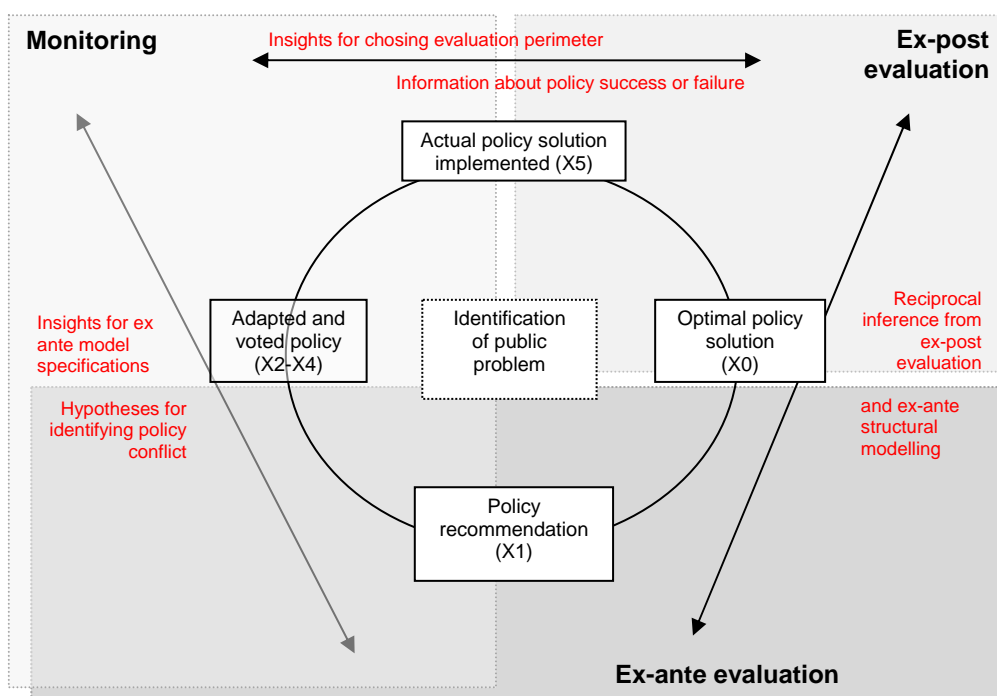 Monitoring
Insights for chosing evaluation perimeter
Information about policy success or failure
Ex-post
evaluation
Actual policy solution
implemented (X5)
Insights for ex
ante model
specifications
Adapted and
voted policy
(X2-X4)
Identification
of public
problem
Optimal policy
solution
(X0)
Reciprocal
inference from
ex-post
evaluation
Hypotheses for
identifying policy
conflict
and ex-ante
structural
modelling
Policy
recommendation
(X1)
Ex-ante evaluation